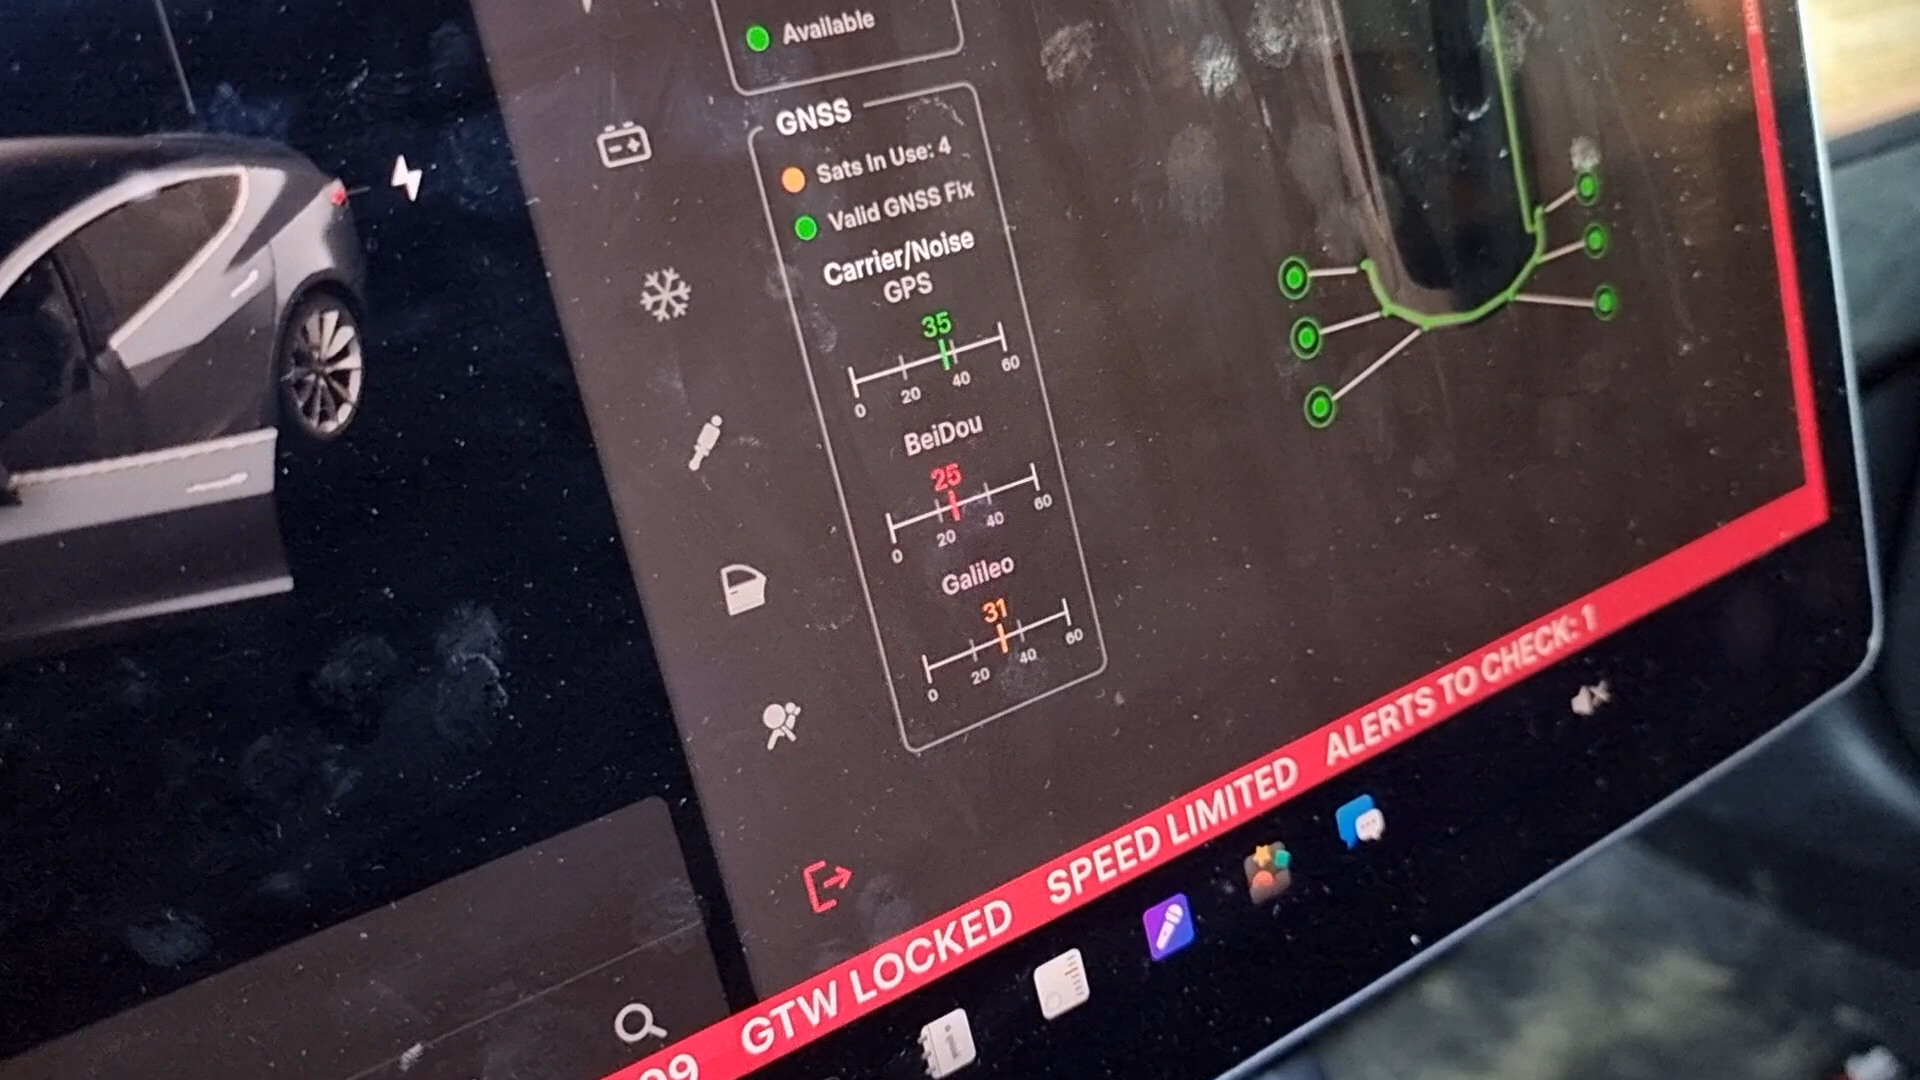 Available
GNSS
Sats In Use: 4
Valid GNSS Fix
Carrier/Noise
GPS
35
0 20 40 60
BeiDou
25
0 20 40 60
Galileo
31
0 20 40 60
GTW LOCKED SPEED LIMITED ALERTS TO CHECK: 1